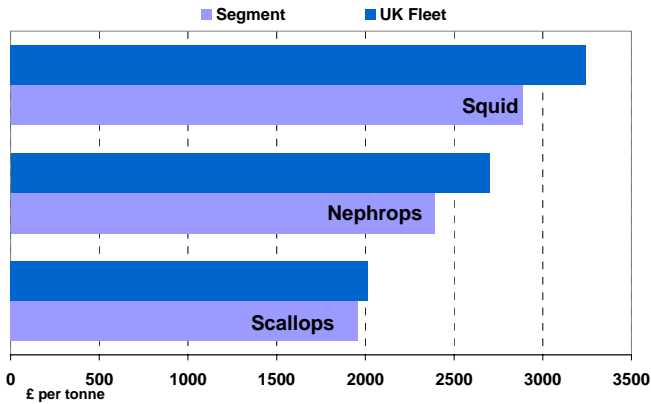 Segment UK Fleet
Squid
Nephrops
Scallops
0 500 1000 1500 2000 2500 3000 3500
£ per tonne